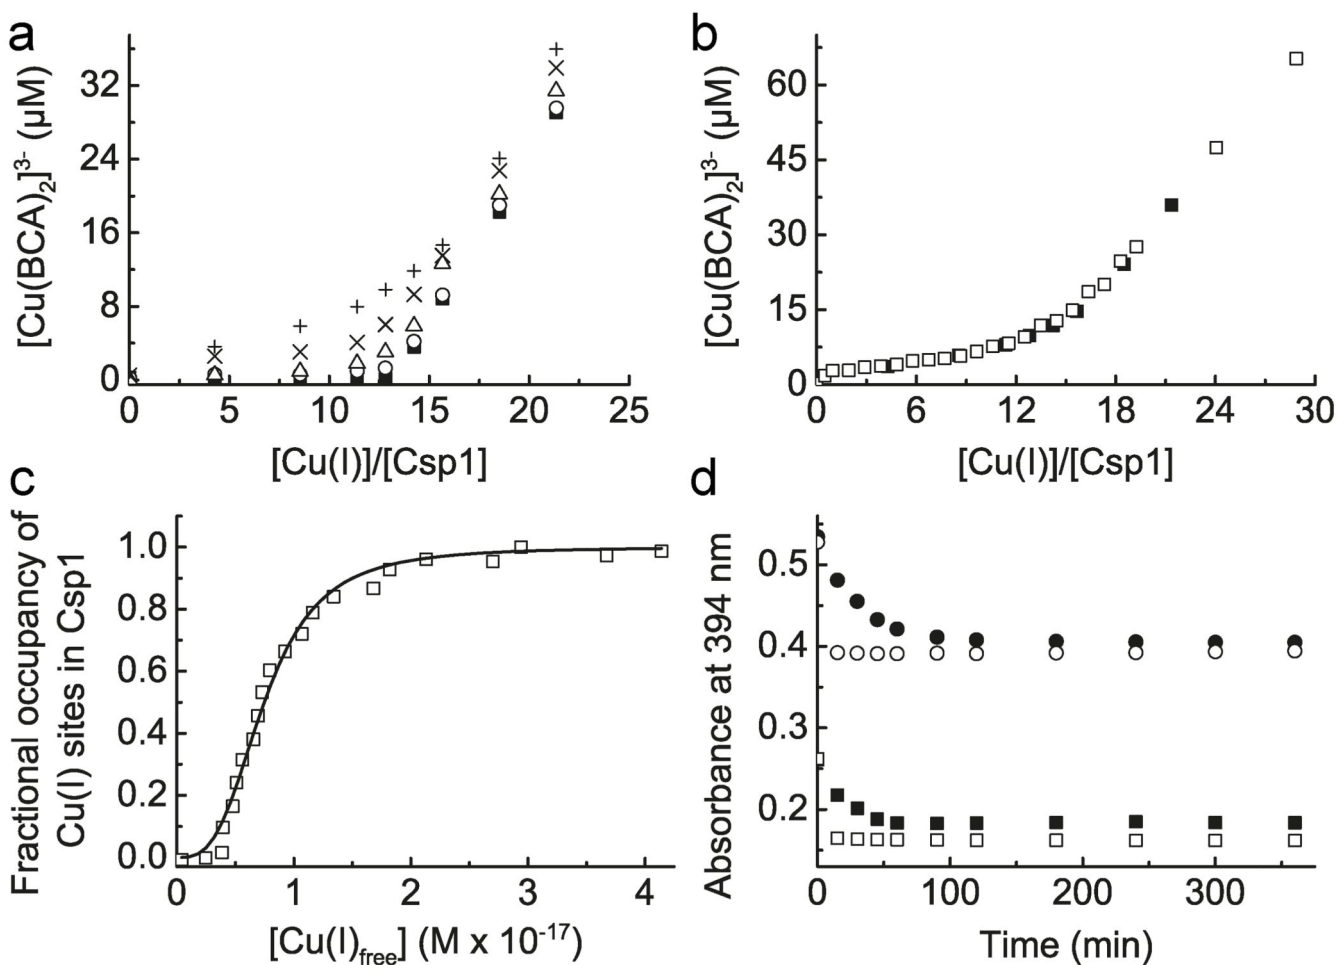 a
[Cu(BCA)₂]³⁻ (μM)
32
24
16
8
0
0 5 10 15 20 25
[Cu(I)]/[Csp1]
b
[Cu(BCA)₂]³⁻ (μM)
60
45
30
15
0
0 6 12 18 24 30
[Cu(I)]/[Csp1]
c
Fractional occupancy of
Cu(I) sites in Csp1
1.0
0.8
0.6
0.4
0.2
0.0
0 1 2 3 4
[Cu(I)free] (M x 10⁻¹⁷)
d
Absorbance at 394 nm
0.5
0.4
0.3
0.2
0 100 200 300
Time (min)